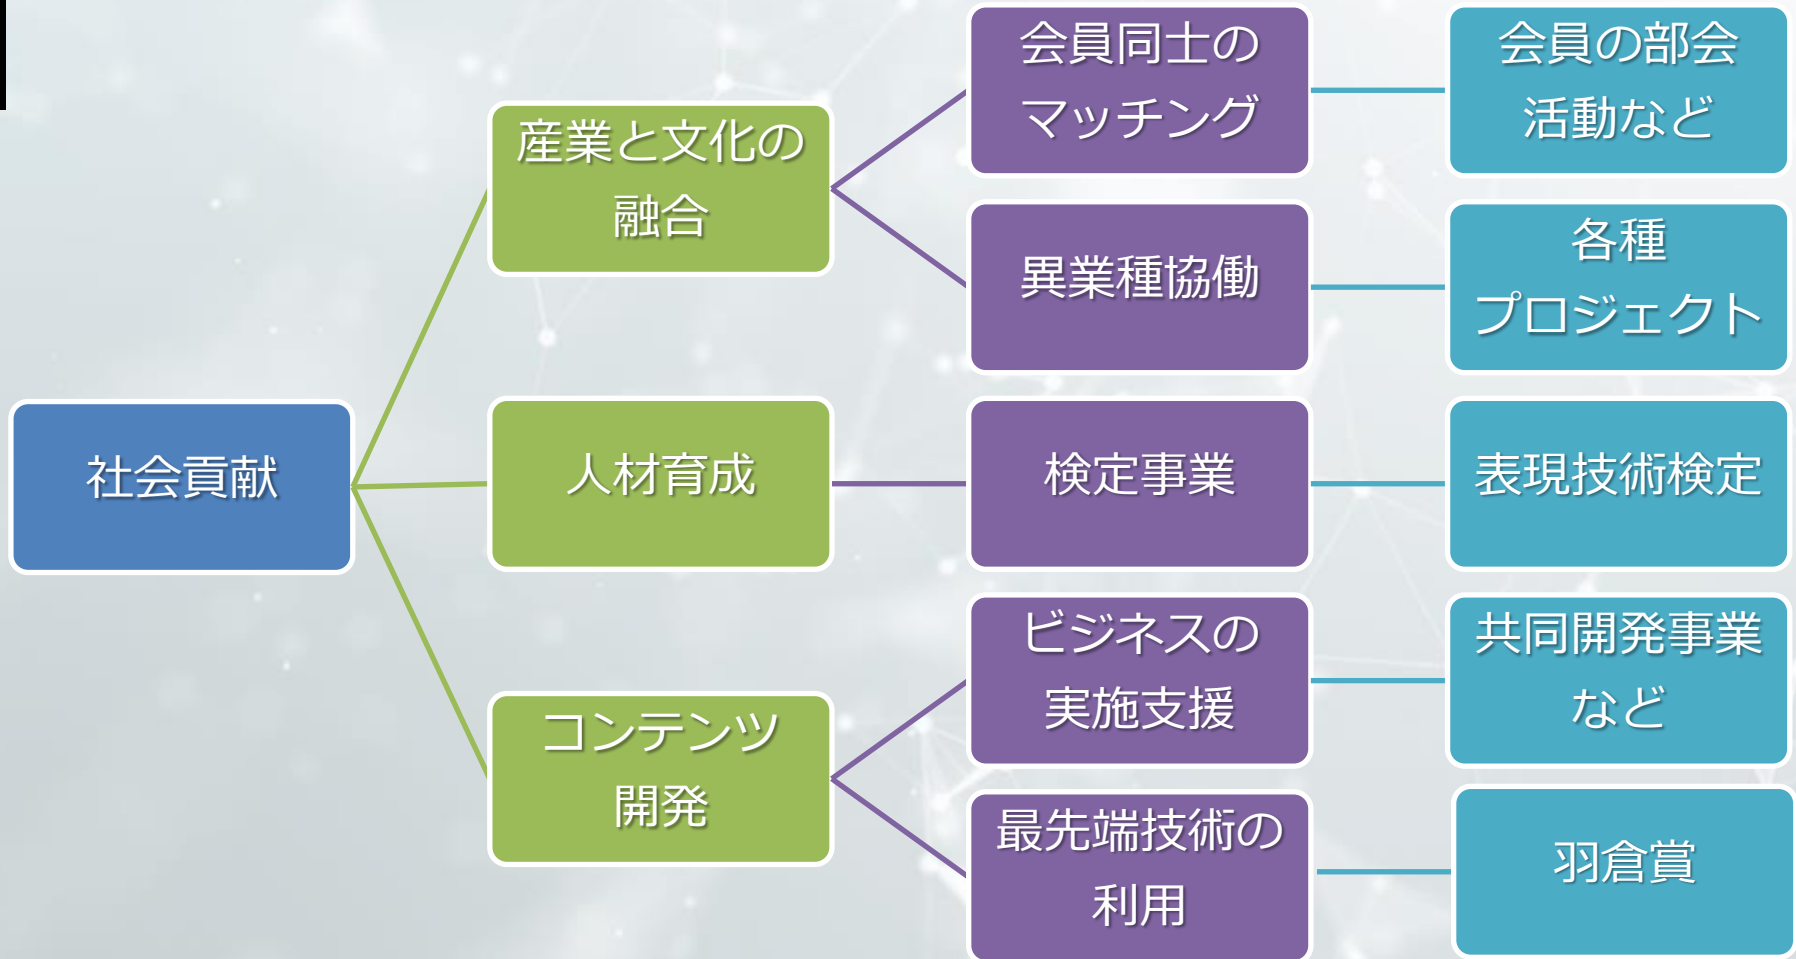 社会貢献
産業と文化の
融合
会員同士の
マッチング
会員の部会
活動など
異業種協働
各種
プロジェクト
人材育成
検定事業
表現技術検定
コンテンツ
開発
ビジネスの
実施支援
共同開発事業
など
最先端技術の
利用
羽倉賞